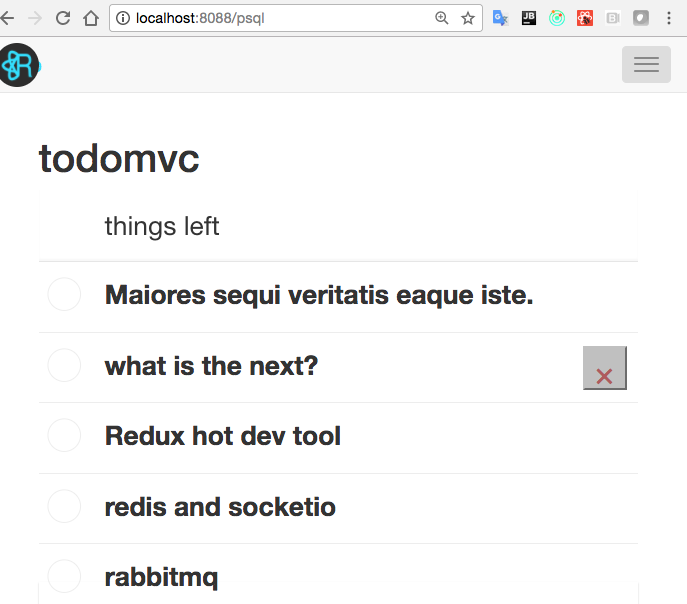 localhost:8088/psql
JB
B
R
todomvc
things left
Maiores sequi veritatis eaque iste.
what is the next?
Redux hot dev tool
redis and socketio
rabbitmq